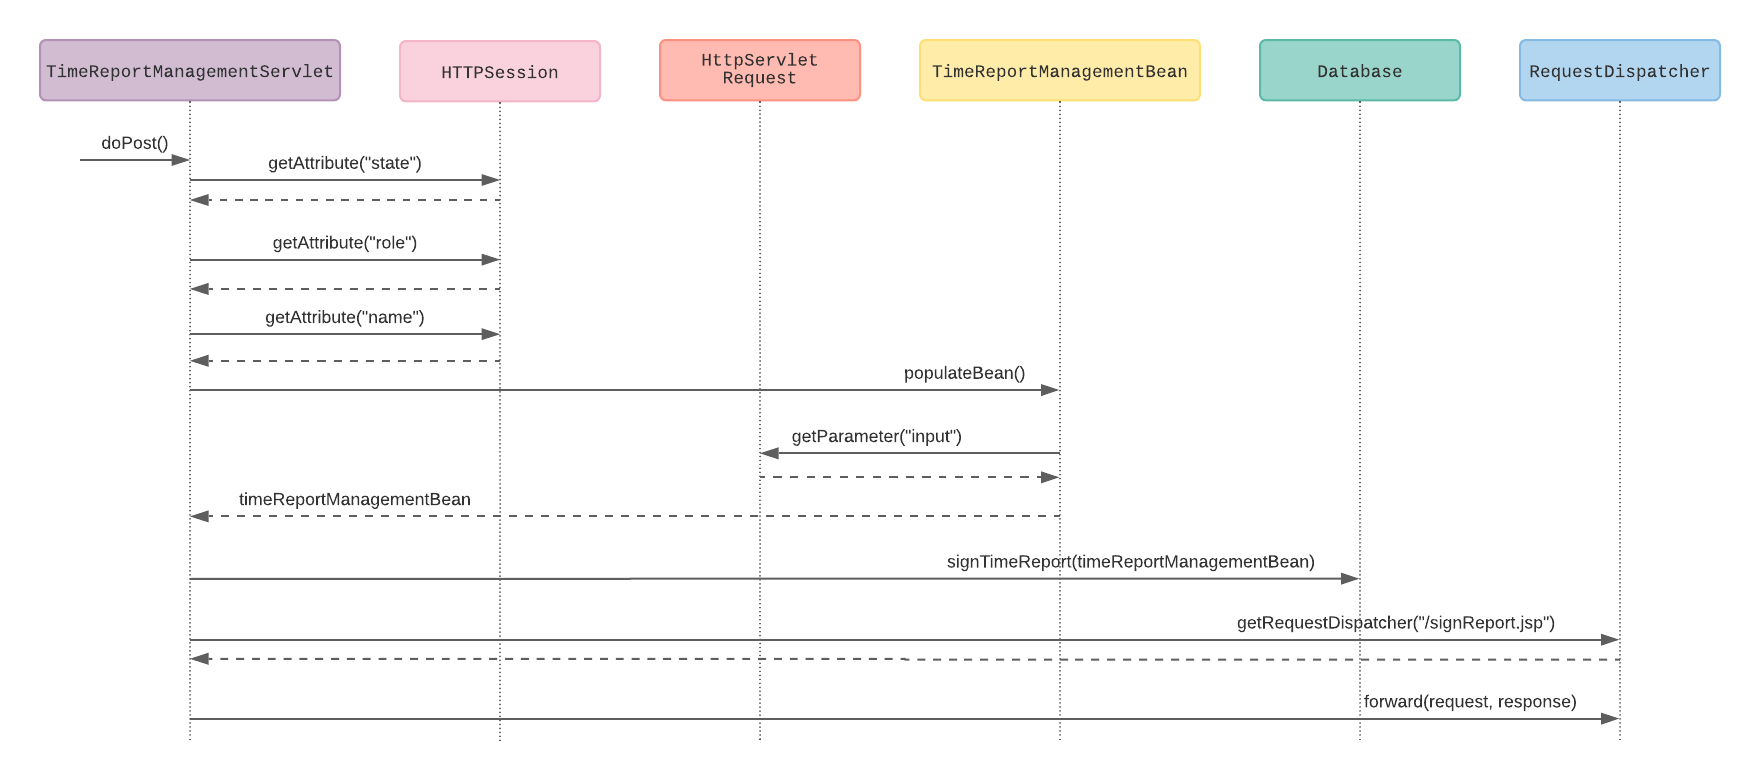 TimeReportManagementServlet
HTTPSession
HttpServlet
Request
TimeReportManagementBean
Database
RequestDispatcher
doPost()
getAttribute("state")
getAttribute("role")
getAttribute("name")
populateBean()
getParameter("input")
timeReportManagementBean
signTimeReport(timeReportManagementBean)
getRequestDispatcher("/signReport.jsp")
forward(request, response)